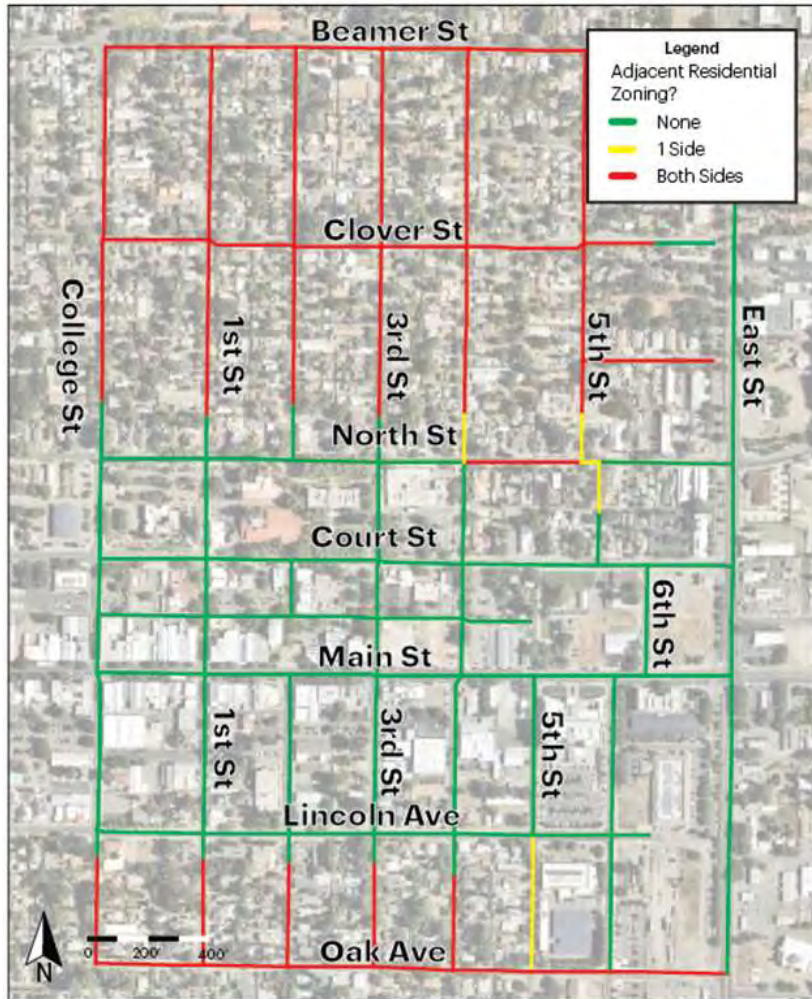 Beamer St
Legend
Adjacent Residential
Zoning?
None
1 Side
Both Sides
Clover St
College St
1st St
3rd St
5th St
East St
North St
Court St
6th St
Main St
1st St
3rd St
5th St
Lincoln Ave
0 200' 400'
Oak Ave
N